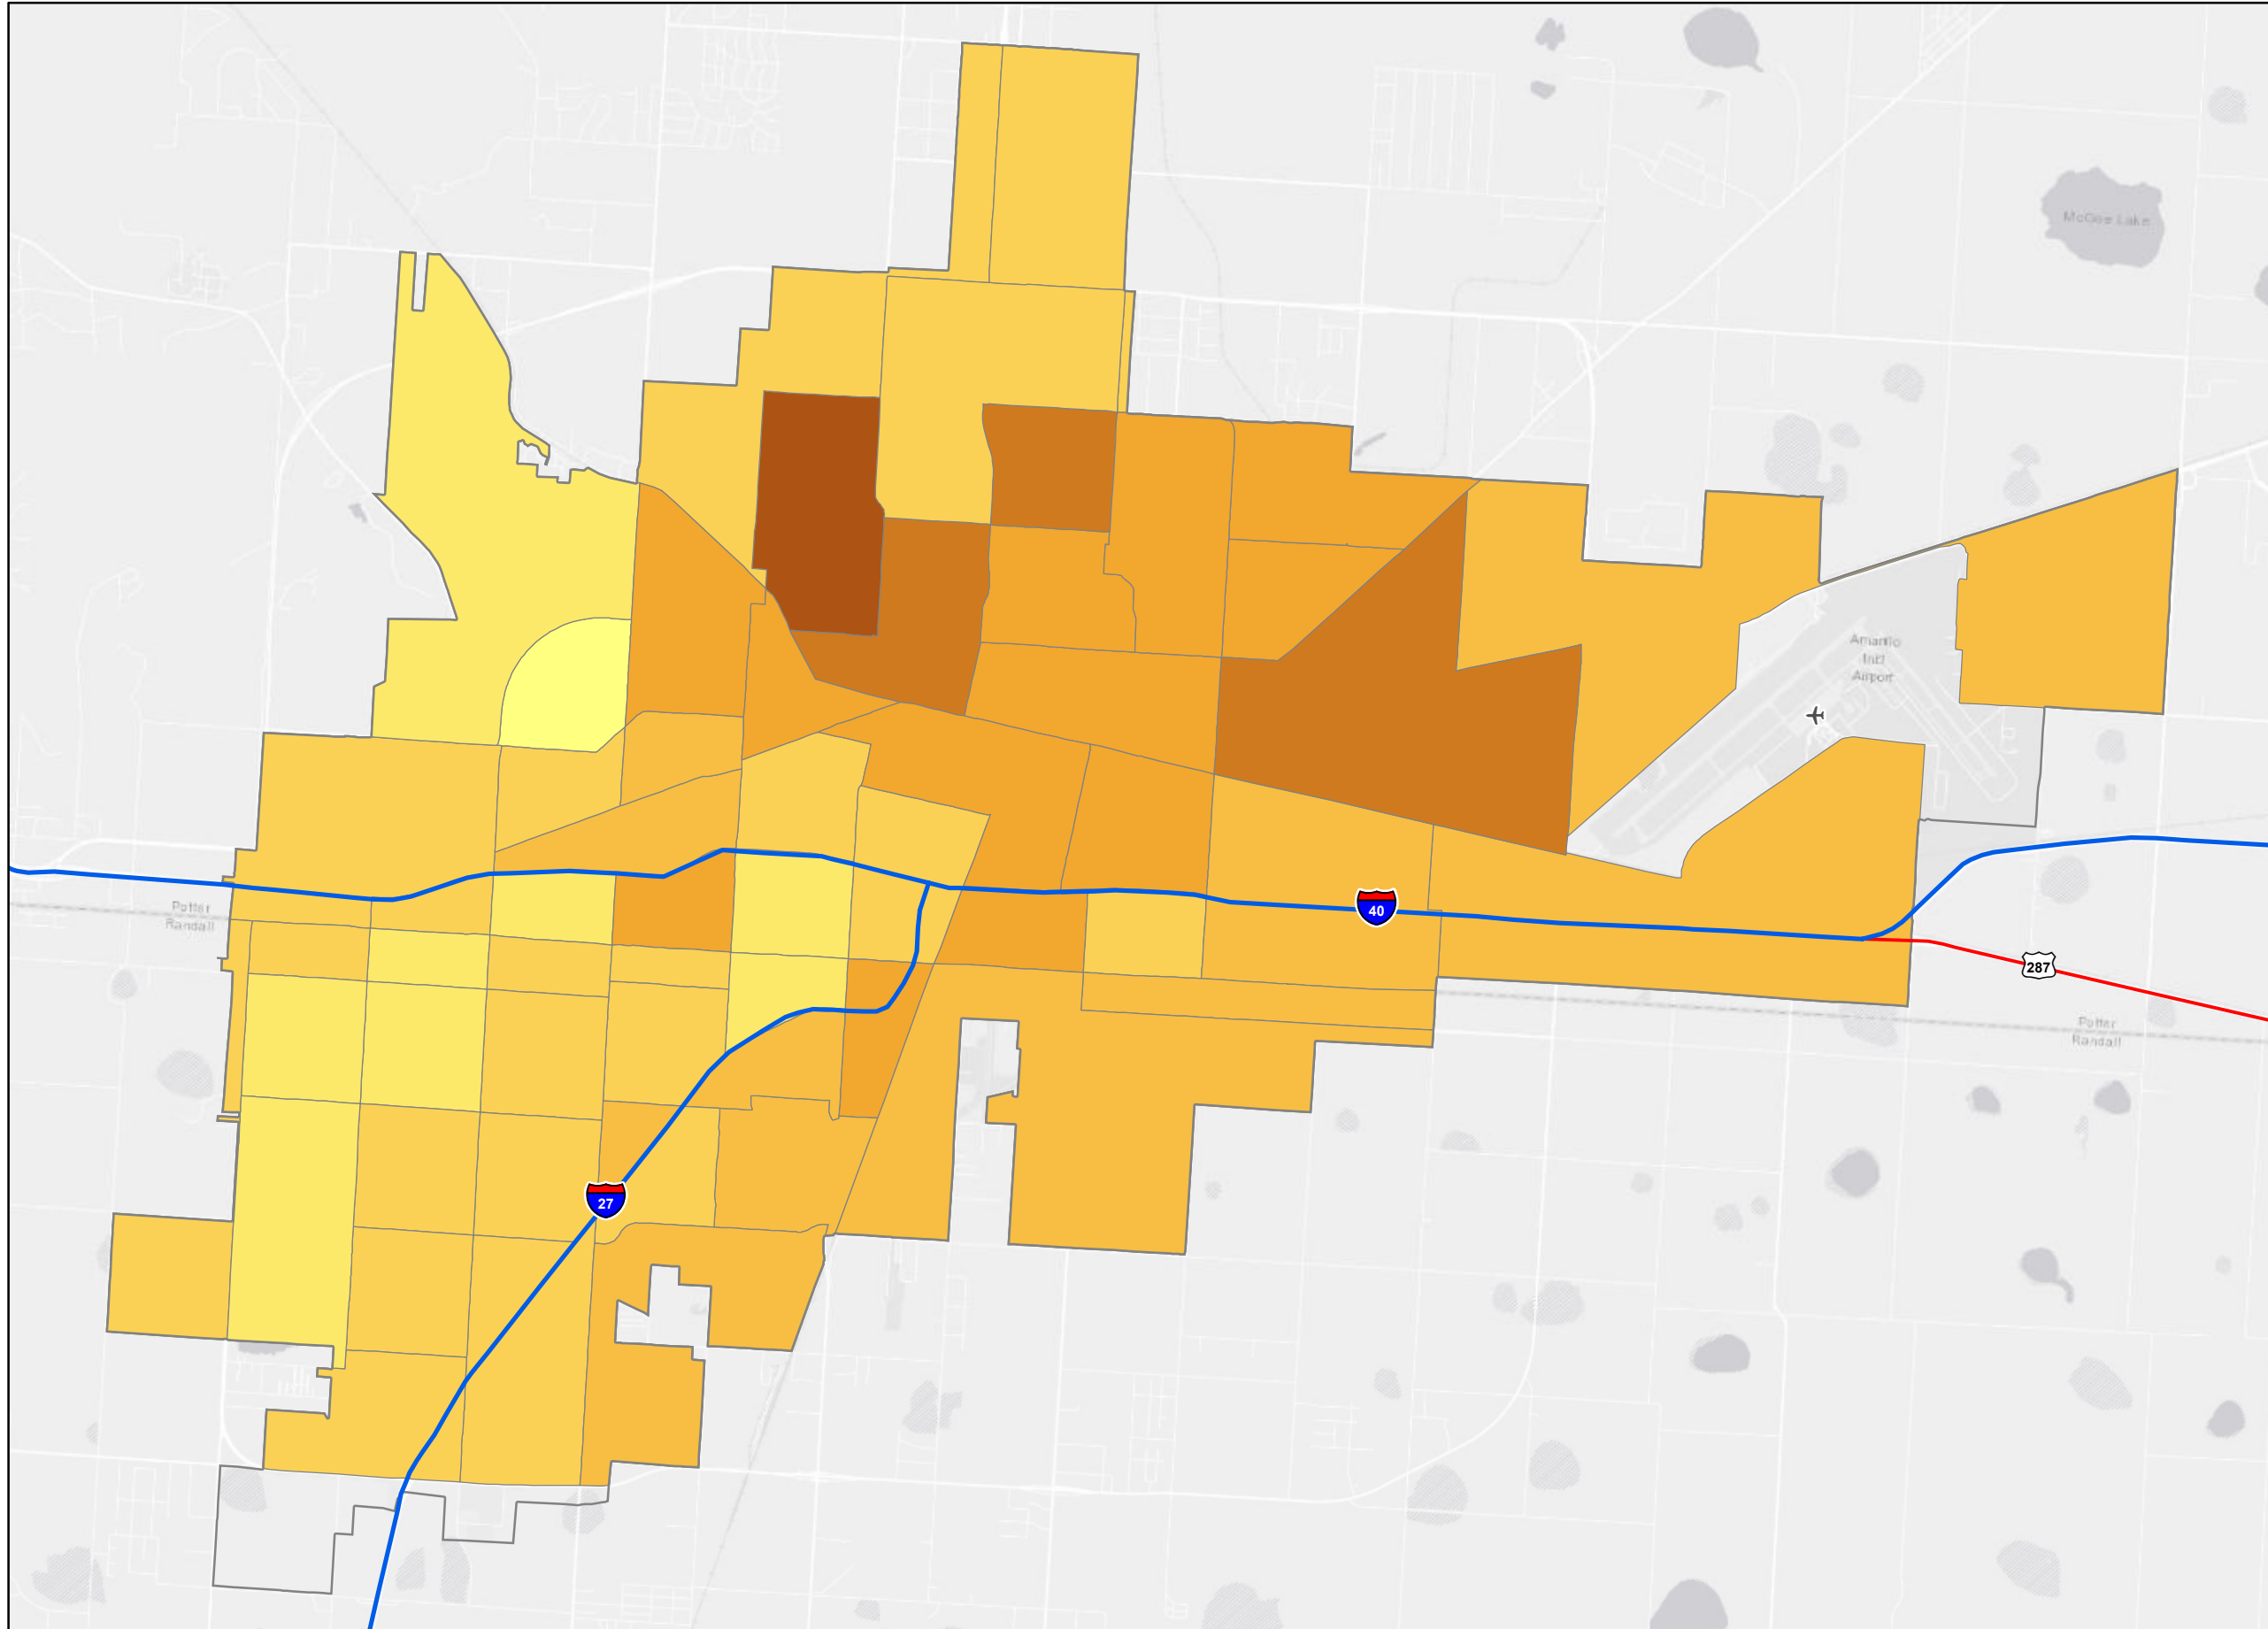 McGee Lake
Amarillo
Int'l
Airport
Potter
Randall
40
287
Potter
Randall
27